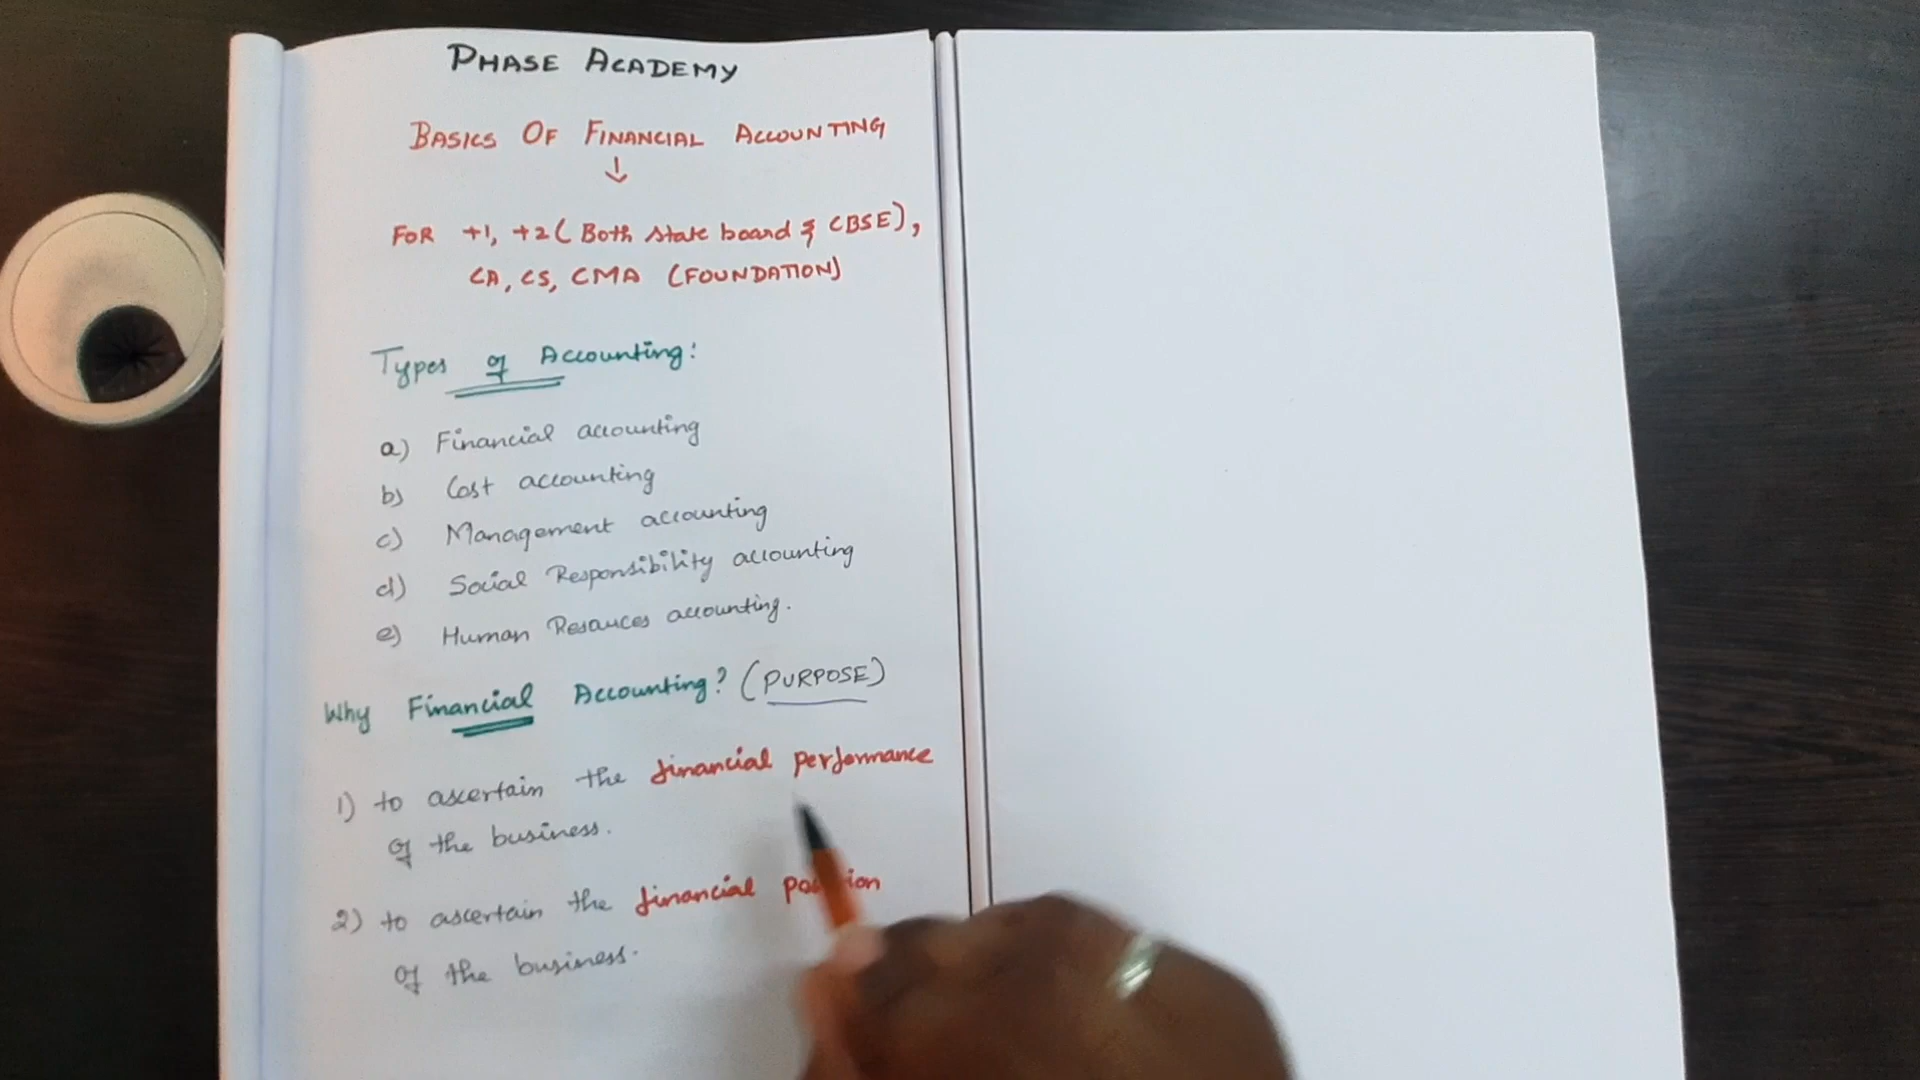 PHASE ACADEMY
BASICS OF FINANCIAL ACCOUNTING
↓
FOR +1, +2 ( Both state board & CBSE),
CA, CS, CMA (FOUNDATION)
Types of Accounting:
a) Financial accounting
b) Cost accounting
c) Management accounting
d) Social Responsibility accounting
e) Human Resources accounting.
Why Financial Accounting? (PURPOSE)
1) to ascertain the financial performance
of the business.
2) to ascertain the financial
of the business.